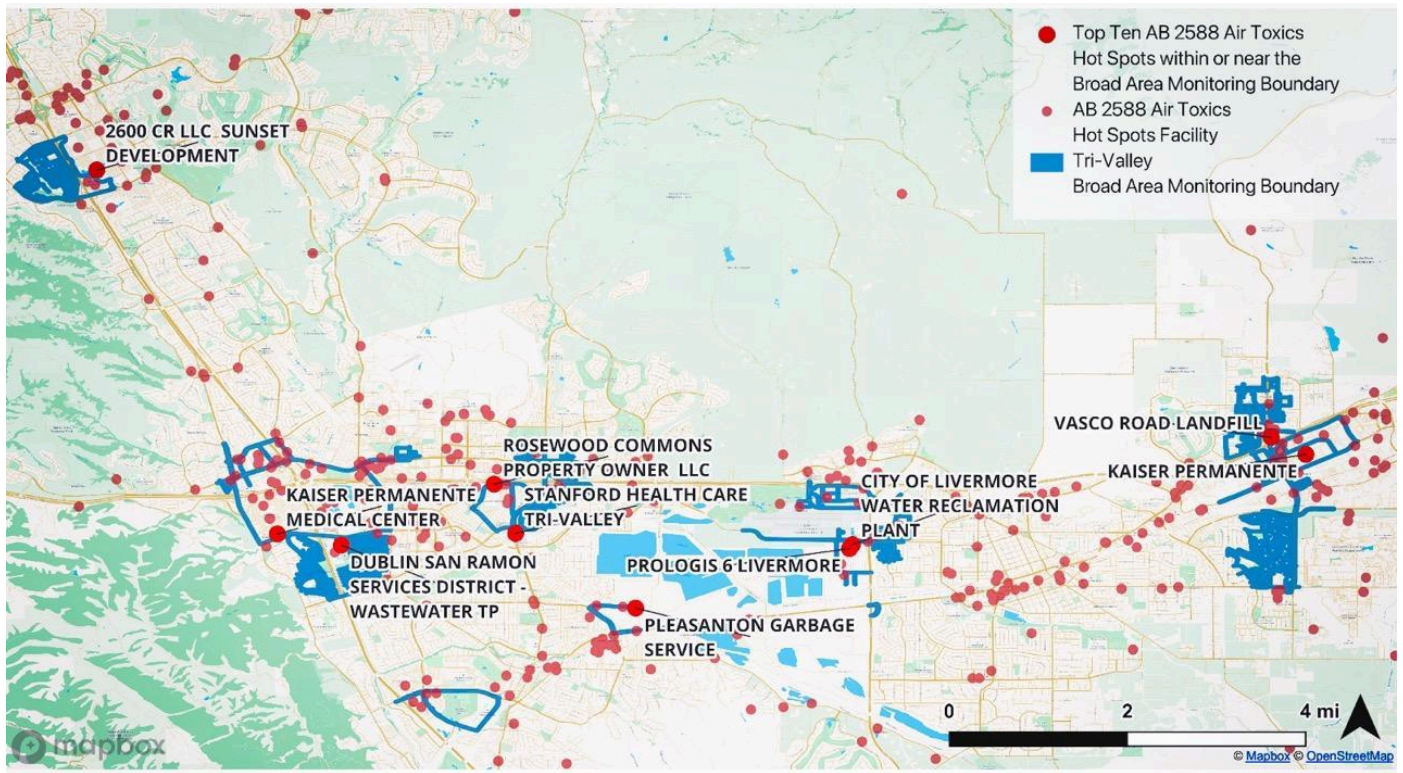 Top Ten AB 2588 Air Toxics
Hot Spots within or near the
Broad Area Monitoring Boundary
AB 2588 Air Toxics
Hot Spots Facility
Tri-Valley
Broad Area Monitoring Boundary
2600 CR LLC SUNSET
DEVELOPMENT
VASCO ROAD LANDFILL
KAISER PERMANENTE
ROSEWOOD COMMONS
PROPERTY OWNER LLC
STANFORD HEALTH CARE
TRI-VALLEY
KAISER PERMANENTE
MEDICAL CENTER
CITY OF LIVERMORE
WATER RECLAMATION
PLANT
PROLOGIS 6 LIVERMORE
DUBLIN SAN RAMON
SERVICES DISTRICT -
WASTEWATER TP
PLEASANTON GARBAGE
SERVICE
0 2 4 mi
mapbox
© Mapbox © OpenStreetMap